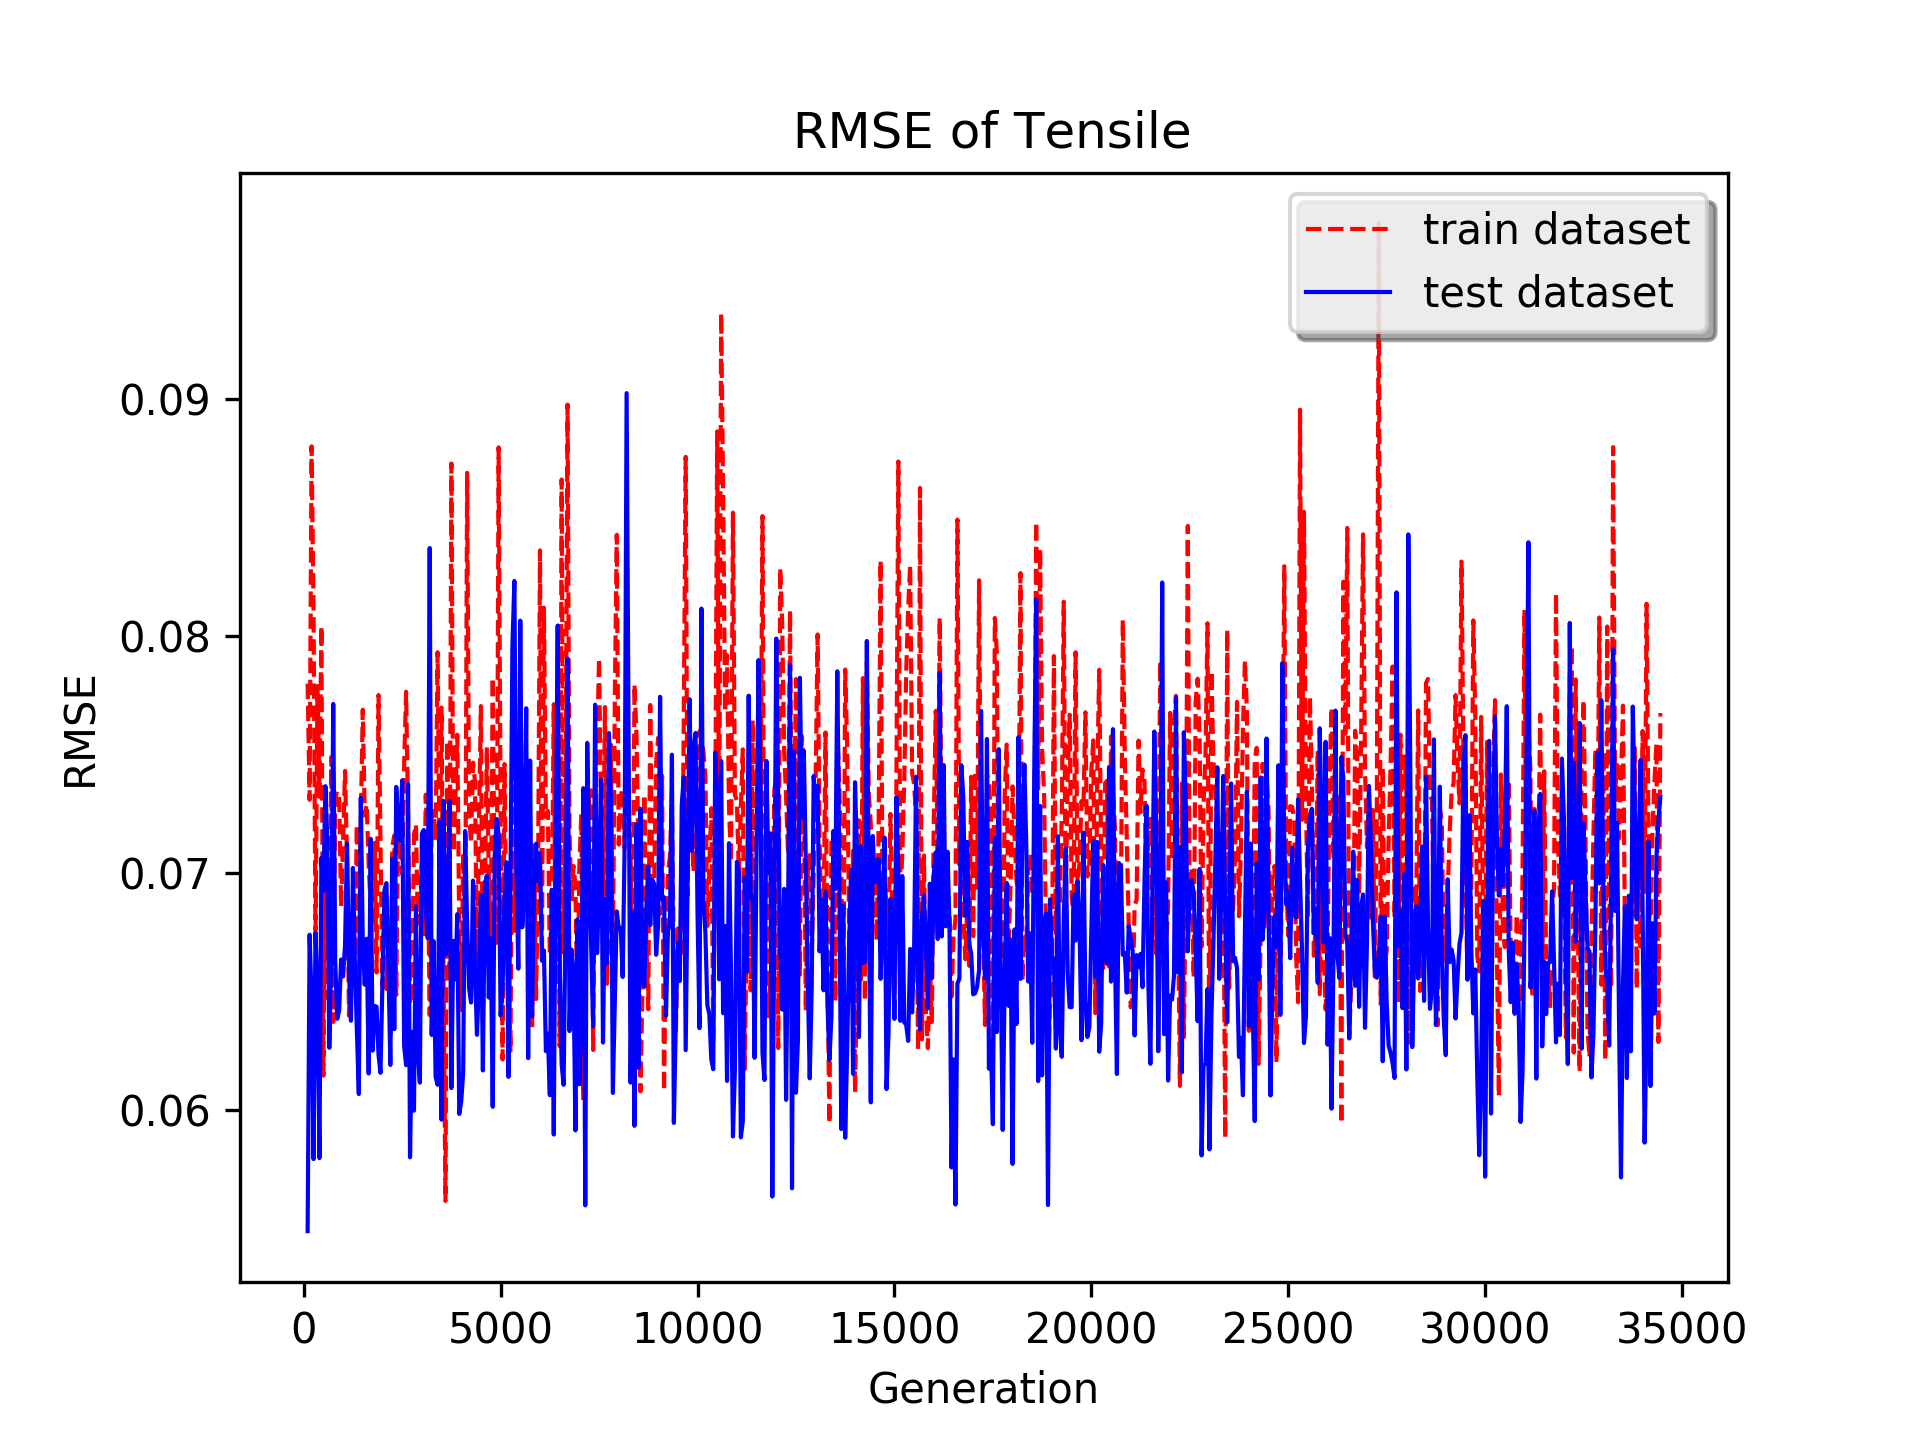 RMSE of Tensile
train dataset
test dataset
0.09
0.08
0.07
0.06
RMSE
0 5000 10000 15000 20000 25000 30000 35000
Generation